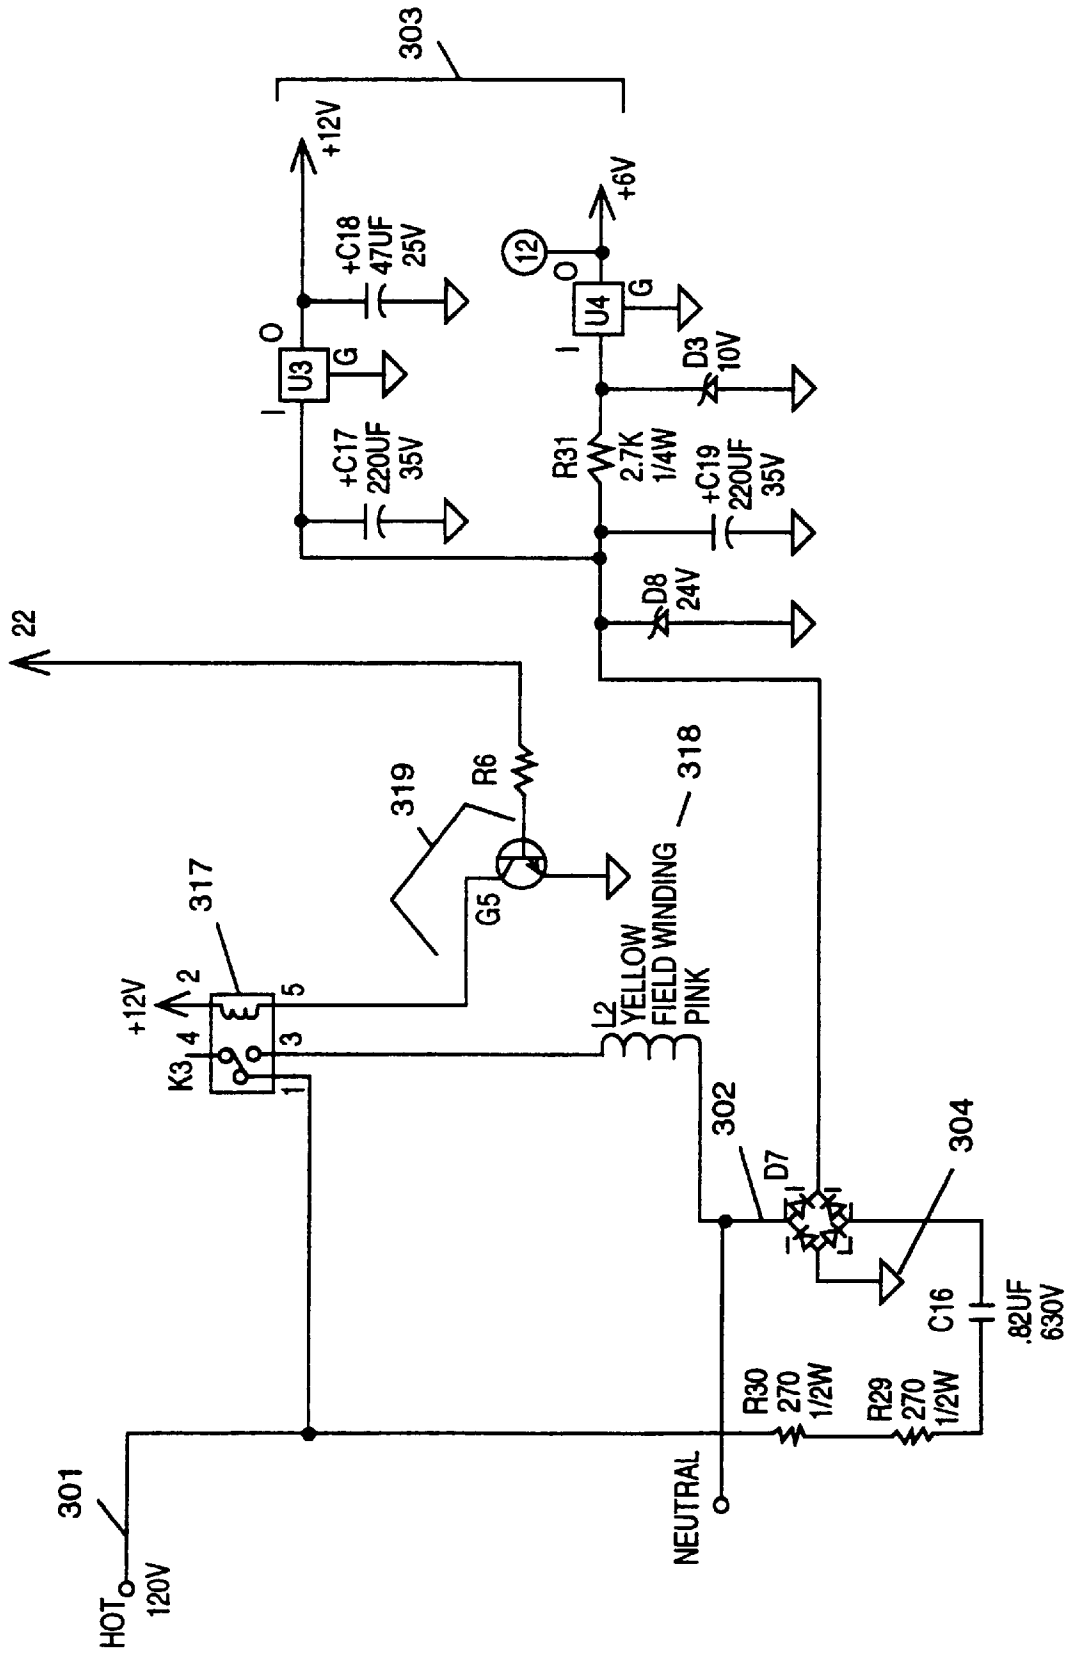 HOT
120V
301
NEUTRAL
R30
270
1/2W
R29
270
1/2W
C16
.82UF
630V
304
302
D7
K3
4
+12V
2
1
3
5
317
L2
YELLOW
FIELD WINDING
PINK
318
319
G5
R6
22
D8
24V
+C17
220UF
35V
I
U3
O
G
+C18
47UF
25V
+12V
R31
2.7K
1/4W
+C19
220UF
35V
D3
10V
I
U4
O
G
12
+6V
303